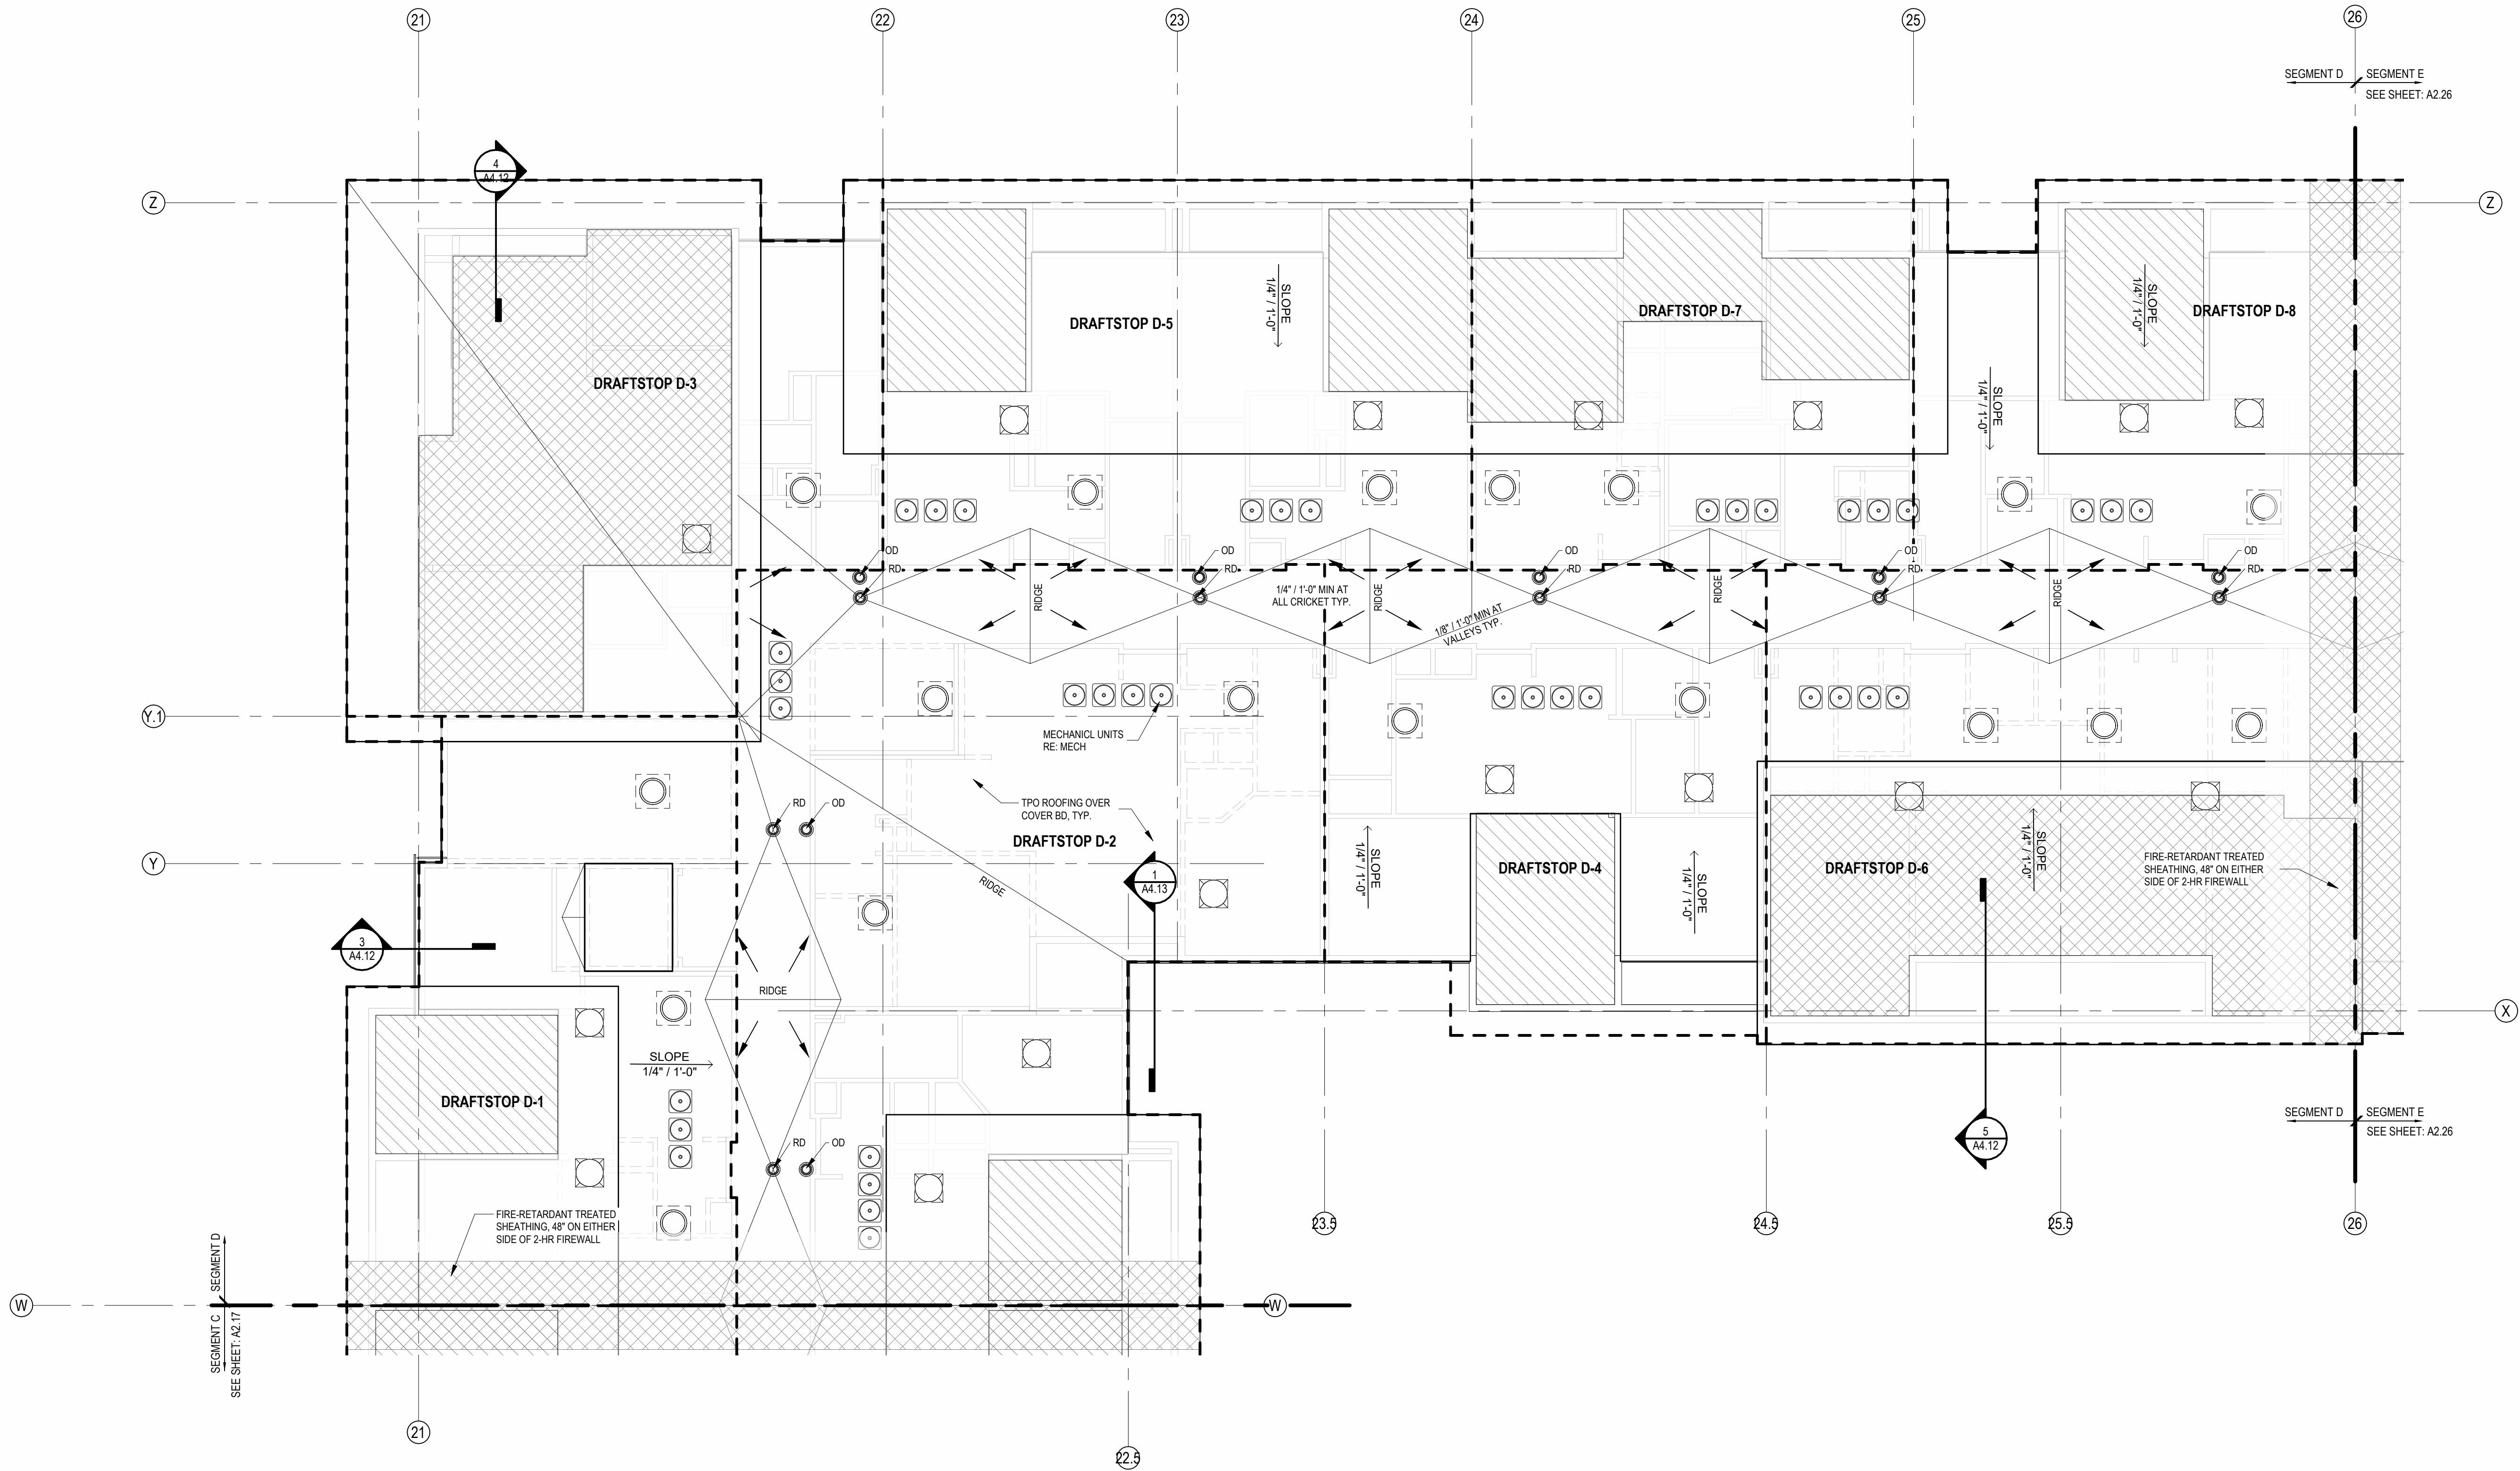 21
22
23
24
25
26
SEGMENT D
SEGMENT E
SEE SHEET: A2.26
4
A4.12
Z
Z
SLOPE
1/4" / 1'-0"
SLOPE
1/4" / 1'-0"
DRAFTSTOP D-5
DRAFTSTOP D-7
DRAFTSTOP D-8
DRAFTSTOP D-3
SLOPE
1/4" / 1'-0"
OD
RD
OD
RD
OD
RD
OD
RD
OD
RD
RIDGE
RIDGE
RIDGE
RIDGE
1/4" / 1'-0" MIN AT
ALL CRICKET TYP.
1/8" / 1'-0" MIN AT
VALLEYS TYP.
Y.1
MECHANICL UNITS
RE: MECH
TPO ROOFING OVER
COVER BD, TYP.
RD
OD
DRAFTSTOP D-2
Y
RIDGE
1
A4.13
SLOPE
1/4" / 1'-0"
DRAFTSTOP D-4
SLOPE
1/4" / 1'-0"
DRAFTSTOP D-6
SLOPE
1/4" / 1'-0"
FIRE-RETARDANT TREATED
SHEATHING, 48" ON EITHER
SIDE OF 2-HR FIREWALL
3
A4.12
RIDGE
X
SLOPE
1/4" / 1'-0"
DRAFTSTOP D-1
RD
OD
5
A4.12
SEGMENT D
SEGMENT E
SEE SHEET: A2.26
FIRE-RETARDANT TREATED
SHEATHING, 48" ON EITHER
SIDE OF 2-HR FIREWALL
23.5
24.5
25.5
26
SEGMENT C
SEGMENT D
SEE SHEET: A2.17
W
W
21
22.5